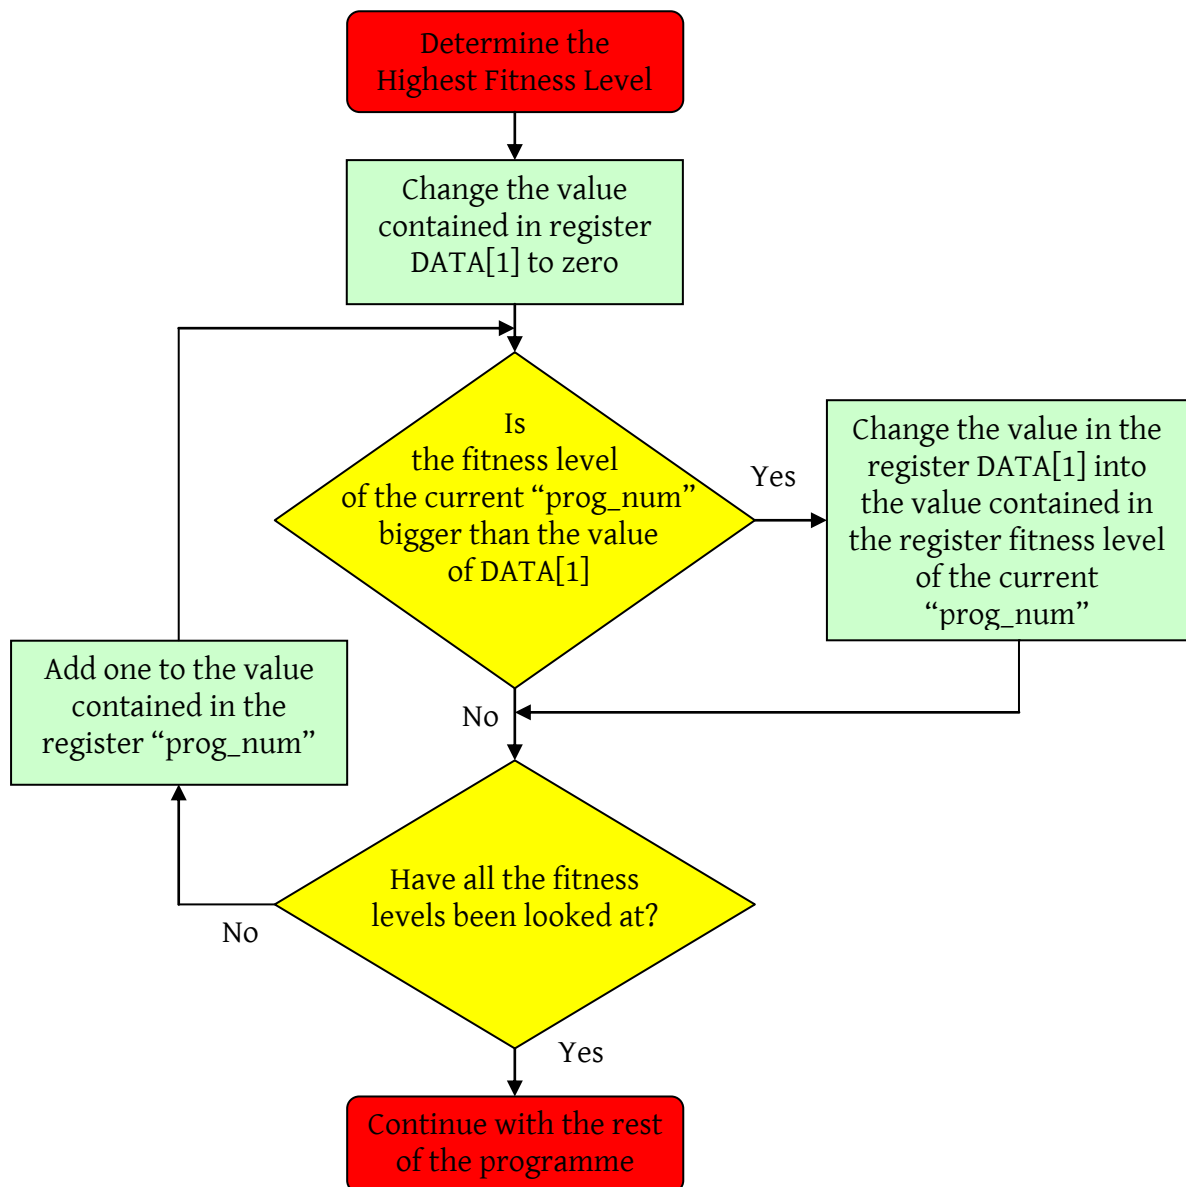 Determine the
Highest Fitness Level
Change the value
contained in register
DATA[1] to zero
Is
the fitness level
of the current “prog_num”
bigger than the value
of DATA[1]
Yes
Change the value in the
register DATA[1] into
the value contained in
the register fitness level
of the current
“prog_num”
Add one to the value
contained in the
register “prog_num”
No
Have all the fitness
levels been looked at?
No
Yes
Continue with the rest
of the programme